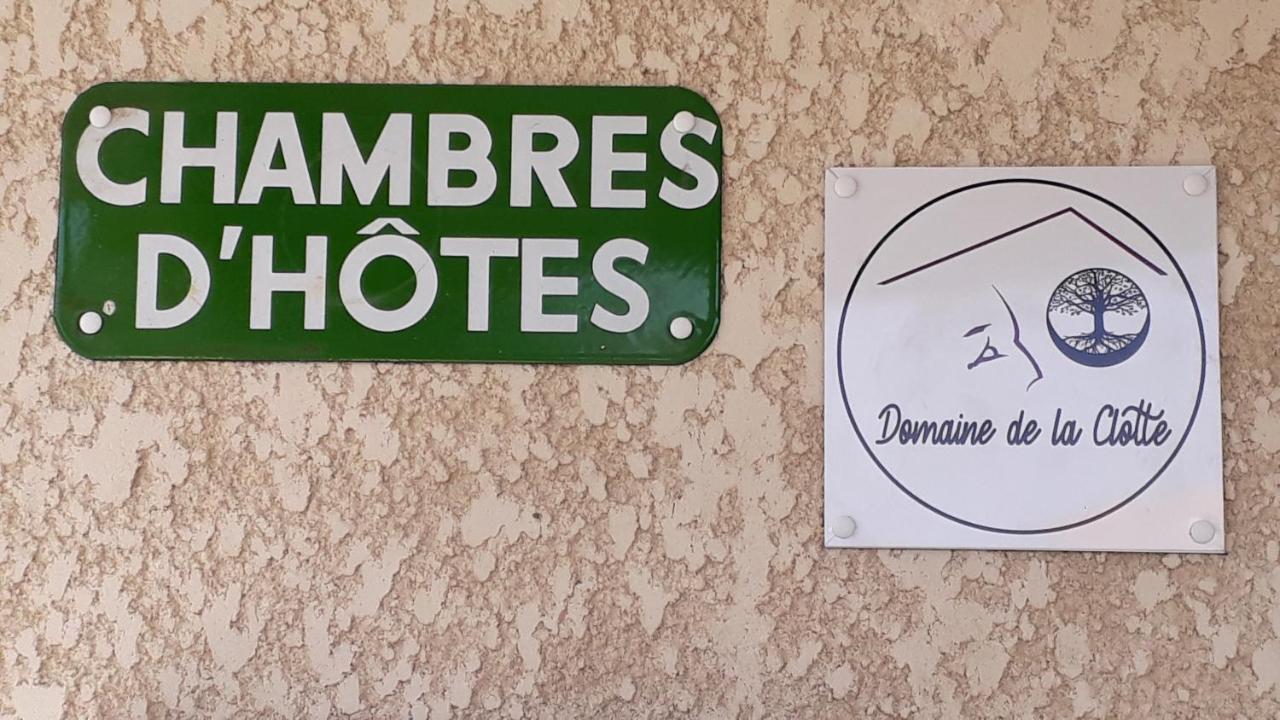 CHAMBRES
D'HÔTES
Domaine de la Clotte